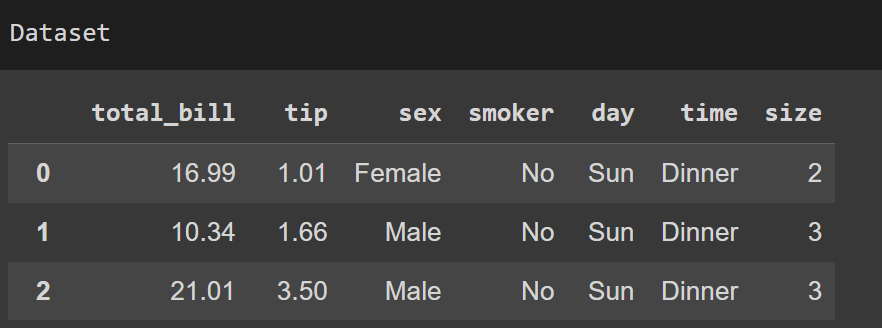 Dataset
total_bill tip sex smoker day time size
0 16.99 1.01 Female No Sun Dinner 2
1 10.34 1.66 Male No Sun Dinner 3
2 21.01 3.50 Male No Sun Dinner 3